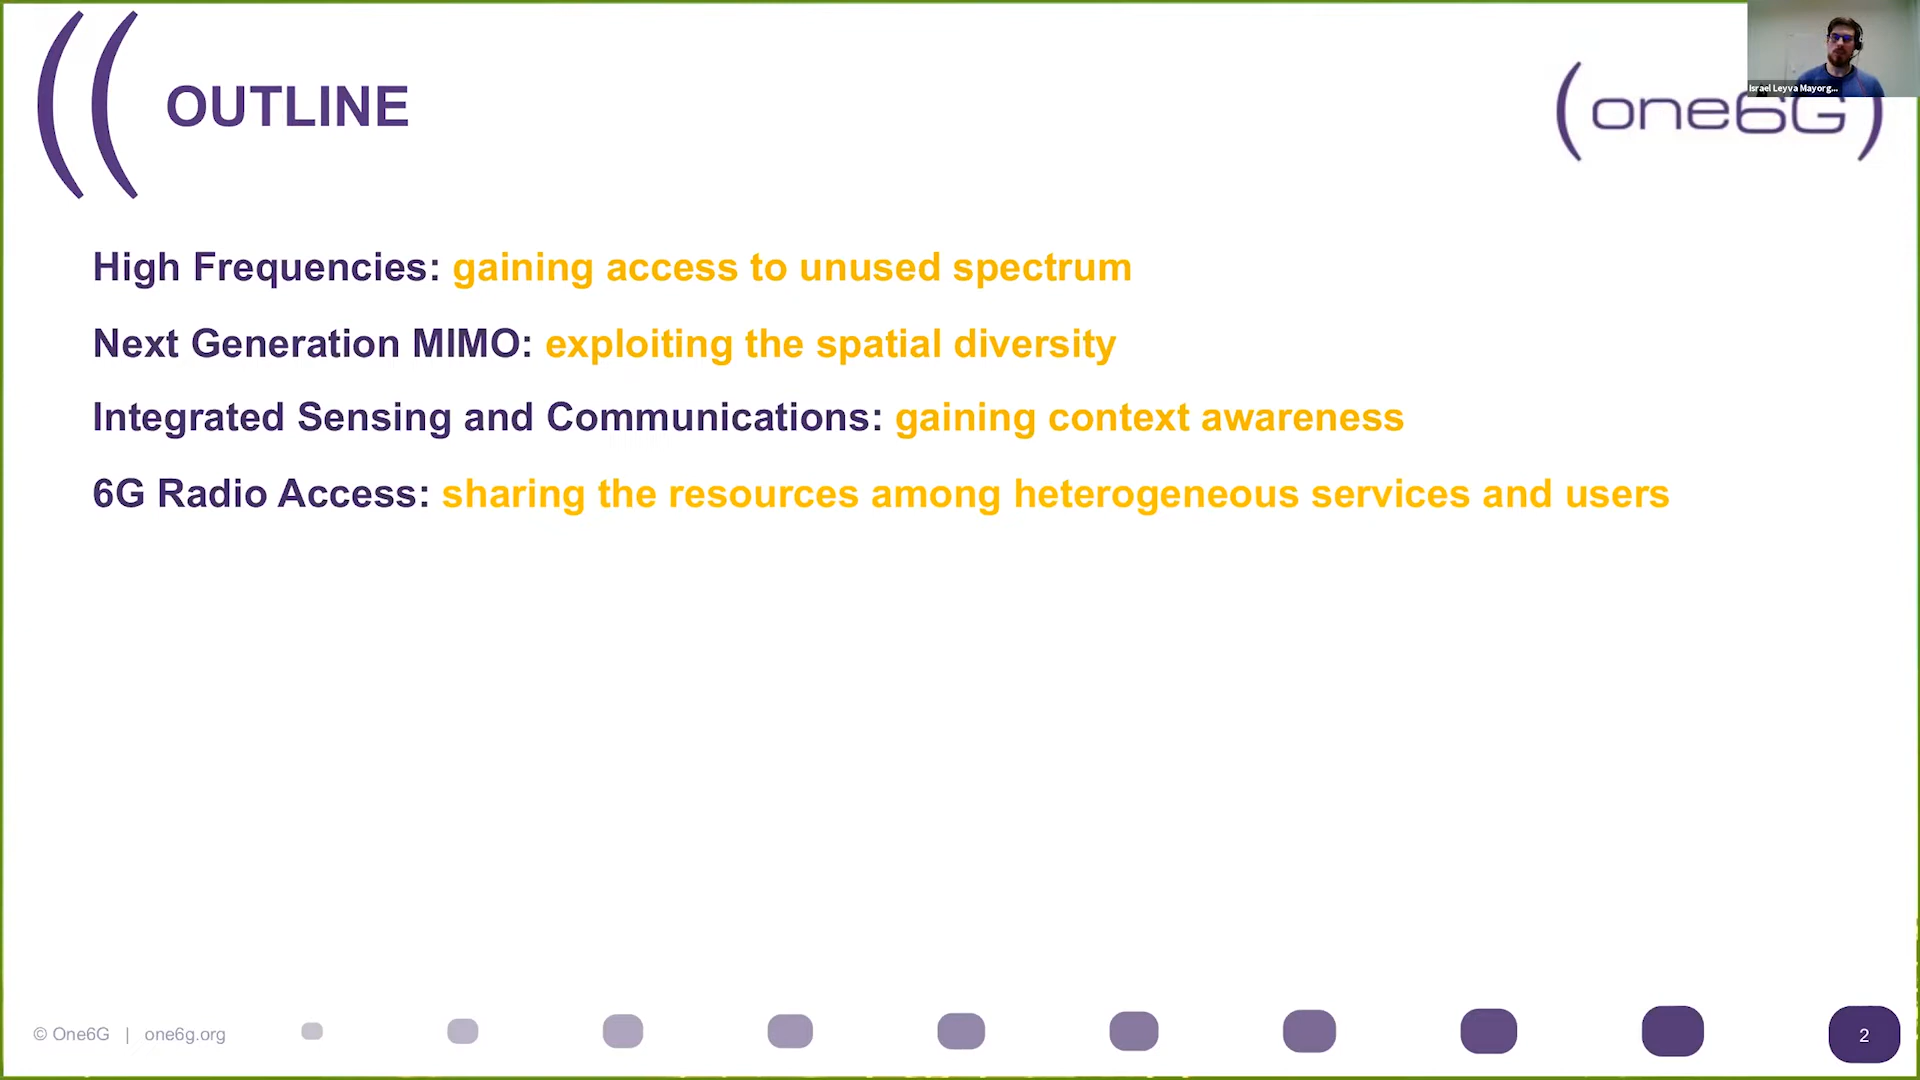 OUTLINE
Israel Leyva Mayorg...
(one6G)
High Frequencies: gaining access to unused spectrum
Next Generation MIMO: exploiting the spatial diversity
Integrated Sensing and Communications: gaining context awareness
6G Radio Access: sharing the resources among heterogeneous services and users
© One6G | one6g.org
2